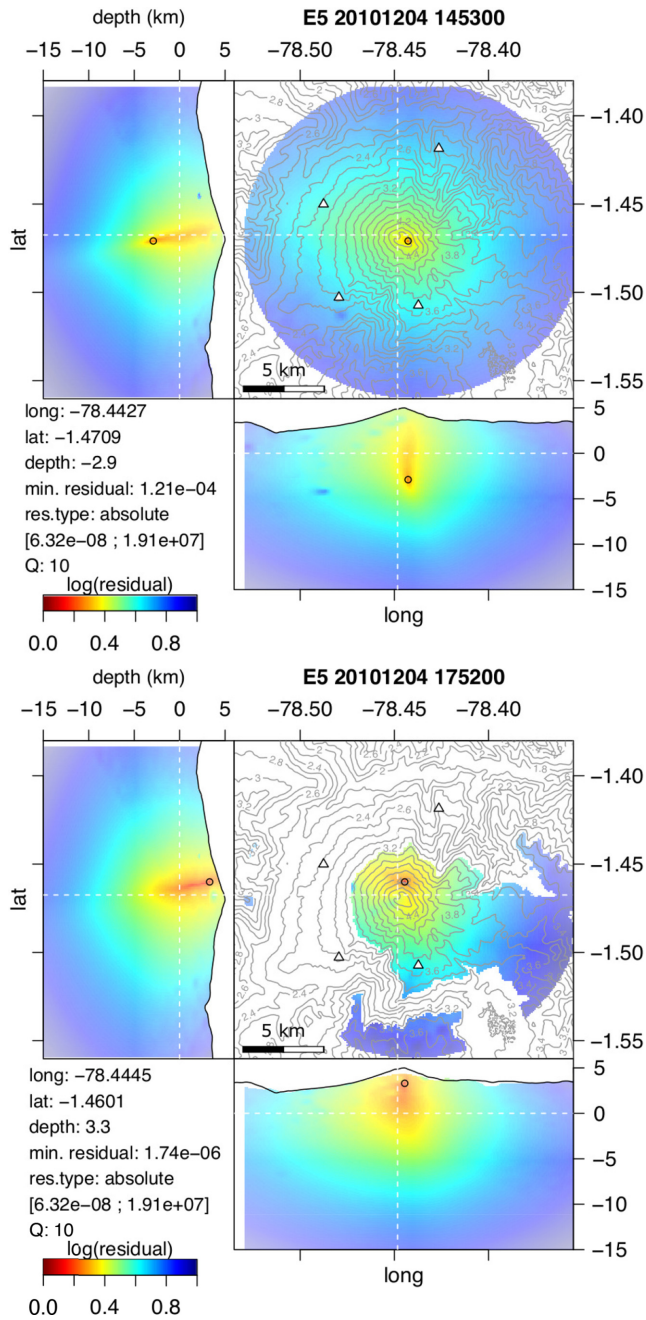 depth (km)
E5 20101204 145300
−15 −10 −5 0 5
−78.50 −78.45 −78.40
lat
−1.40
−1.45
−1.50
−1.55
5 km
long: −78.4427
lat: −1.4709
depth: −2.9
min. residual: 1.21e−04
res.type: absolute
[6.32e−08 ; 1.91e+07]
Q: 10
log(residual)
0.0 0.4 0.8
5
0
−5
−10
−15
long
depth (km)
E5 20101204 175200
−15 −10 −5 0 5
−78.50 −78.45 −78.40
lat
−1.40
−1.45
−1.50
−1.55
5 km
long: −78.4445
lat: −1.4601
depth: 3.3
min. residual: 1.74e−06
res.type: absolute
[6.32e−08 ; 1.91e+07]
Q: 10
log(residual)
0.0 0.4 0.8
5
0
−5
−10
−15
long